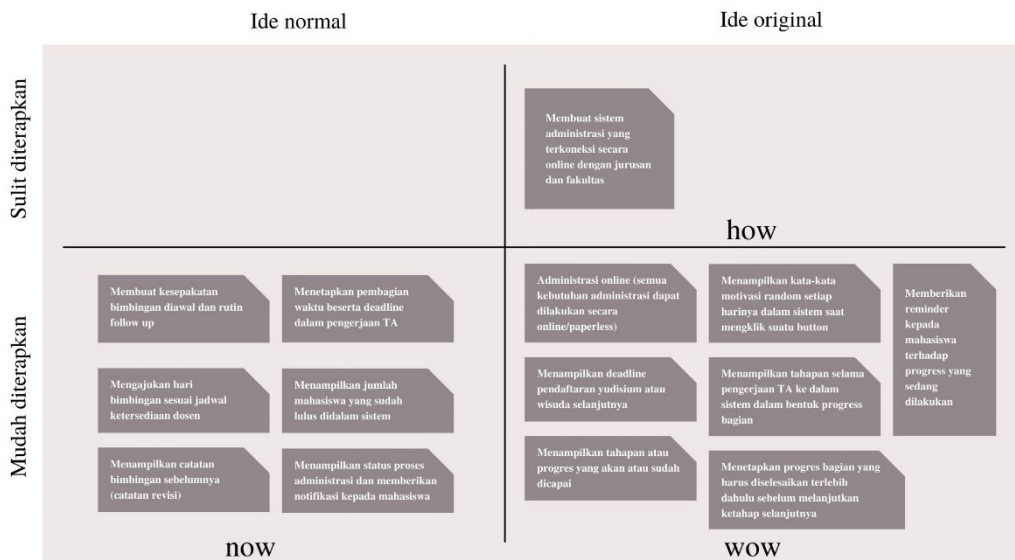 Ide normal
Ide original
Sulit diterapkan
Membuat sistem
administrasi yang
terkoneksi secara
online dengan jurusan
dan fakultas
how
Mudah diterapkan
Membuat kesepakatan
bimbingan diawal dan rutin
follow up
Menetapkan pembagian
waktu beserta deadline
dalam pengerjaan TA
Mengajukan hari
bimbingan sesuai jadwal
ketersediaan dosen
Menampilkan jumlah
mahasiswa yang sudah
lulus didalam sistem
Menampilkan catatan
bimbingan sebelumnya
(catatan revisi)
Menampilkan status proses
administrasi dan memberikan
notifikasi kepada mahasiswa
now
Administrasi online (semua
kebutuhan administrasi dapat
dilakukan secara
online/paperless)
Menampilkan kata-kata
motivasi random setiap
harinya dalam sistem saat
mengklik suatu button
Memberikan
reminder
kepada
mahasiswa
terhadap
progress yang
sedang
dilakukan
Menampilkan deadline
pendaftaran yudisium atau
wisuda selanjutnya
Menampilkan tahapan selama
pengerjaan TA ke dalam
sistem dalam bentuk progress
bagian
Menampilkan tahapan atau
progres yang akan atau sudah
dicapai
Menetapkan progres bagian yang
harus diselesaikan terlebih
dahulu sebelum melanjutkan
ketahap selanjutnya
wow